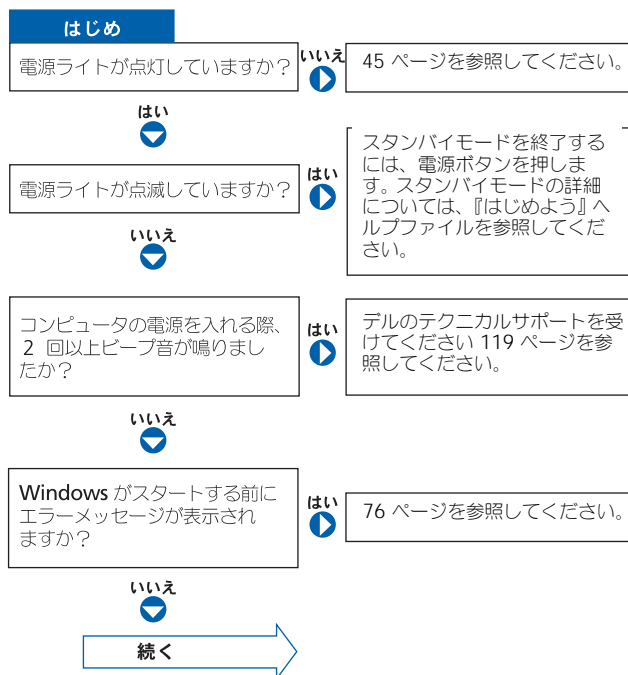 はじめ
電源ライトが点灯していますか？
いいえ
45 ページを参照してください。
はい
電源ライトが点滅していますか？
はい
スタンバイモードを終了する
には、電源ボタンを押しま
す。スタンバイモードの詳細
については、『はじめよう』ヘ
ルプファイルを参照してくだ
さい。
いいえ
コンピュータの電源を入れる際、
2 回以上ビープ音が鳴りまし
たか？
はい
デルのテクニカルサポートを受
けてください 119 ページを参
照してください。
いいえ
Windows がスタートする前に
エラーメッセージが表示され
ますか？
はい
76 ページを参照してください。
いいえ
続く